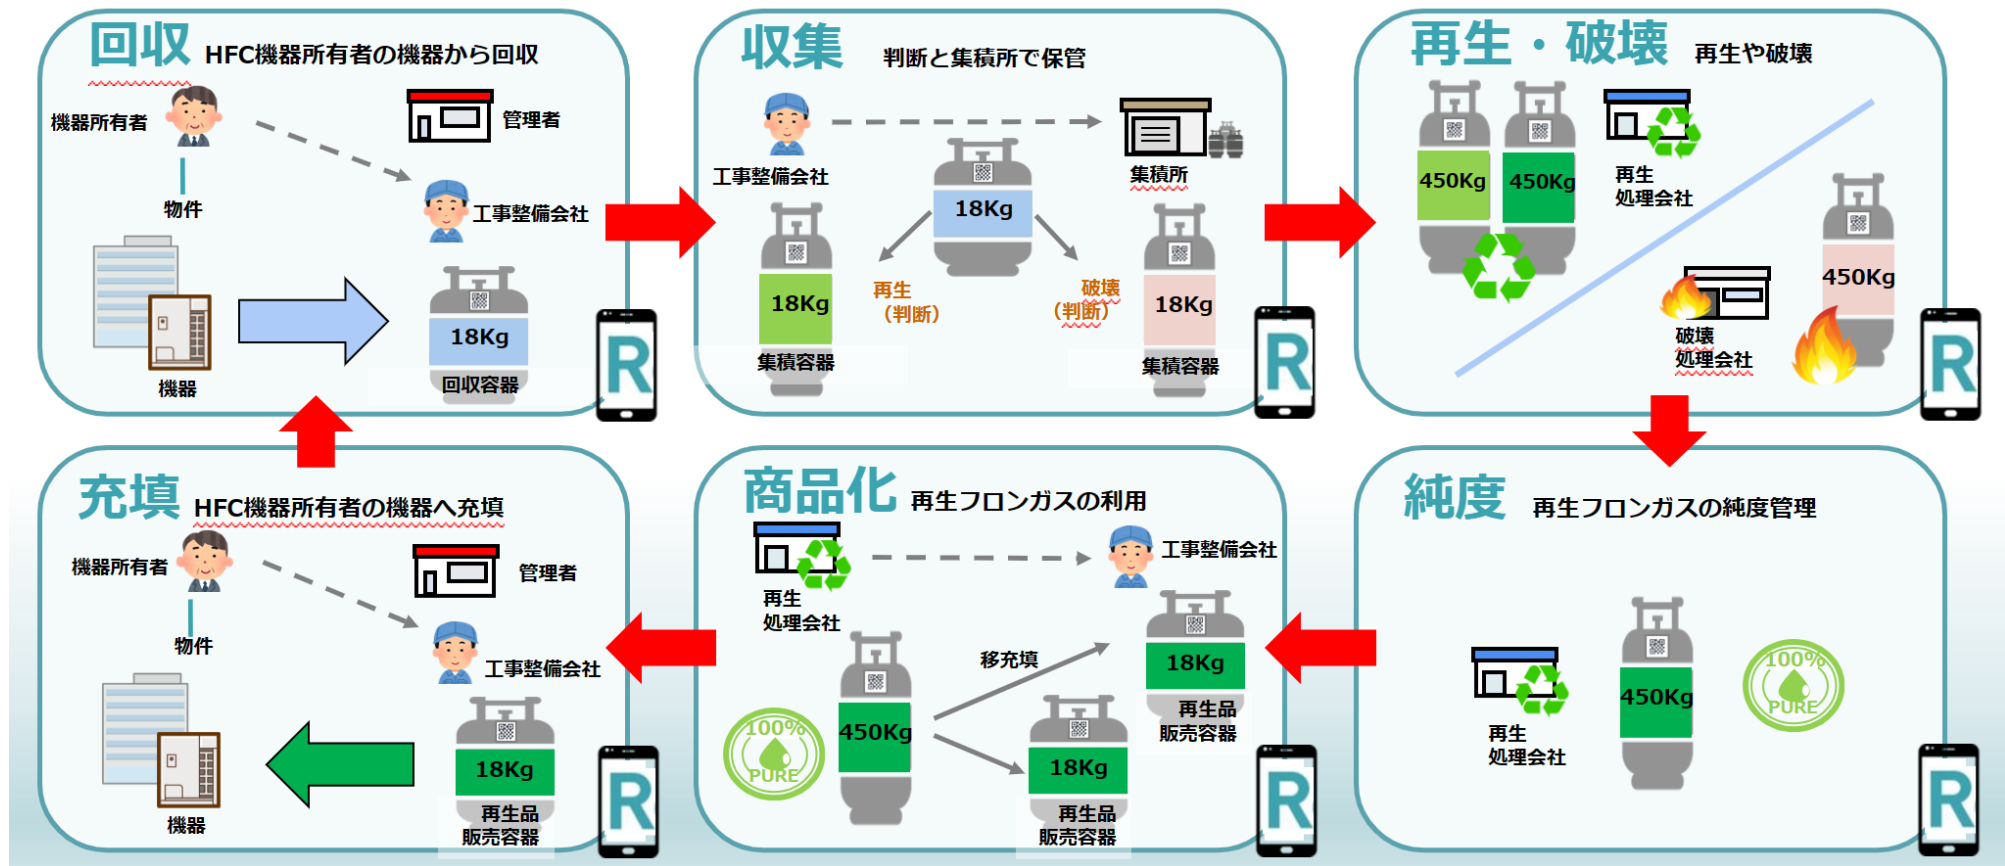 回収 HFC機器所有者の機器から回収
機器所有者
管理者
物件
工事整備会社
18Kg
回収容器
機器
R
収集 判断と集積所で保管
工事整備会社
集積所
18Kg
再生
（判断）
破壊
（判断）
18Kg
集積容器
18Kg
集積容器
R
再生・破壊 再生や破壊
450Kg
450Kg
再生
処理会社
450Kg
破壊
処理会社
R
充填 HFC機器所有者の機器へ充填
機器所有者
管理者
物件
工事整備会社
18Kg
再生品
販売容器
機器
R
商品化 再生フロンガスの利用
工事整備会社
再生
処理会社
移充填
18Kg
再生品
販売容器
450Kg
100%
PURE
18Kg
再生品
販売容器
R
純度 再生フロンガスの純度管理
再生
処理会社
450Kg
100%
PURE
R